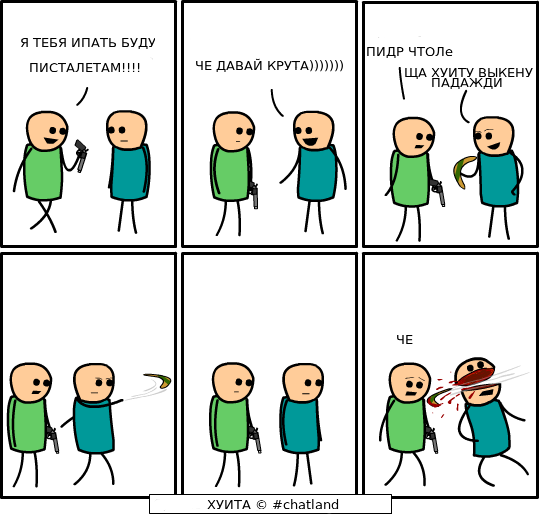 Я ТЕБЯ ИПАТЬ БУДУ
ПИСТАЛЕТАМ!!!!
ЧЕ ДАВАЙ КРУТА)))))))
ПИДР ЧТОЛе
ЩА ХУИТУ ВЫКЕНУ
ПАДАЖДИ
ЧЕ
ХУИТА © #chatland